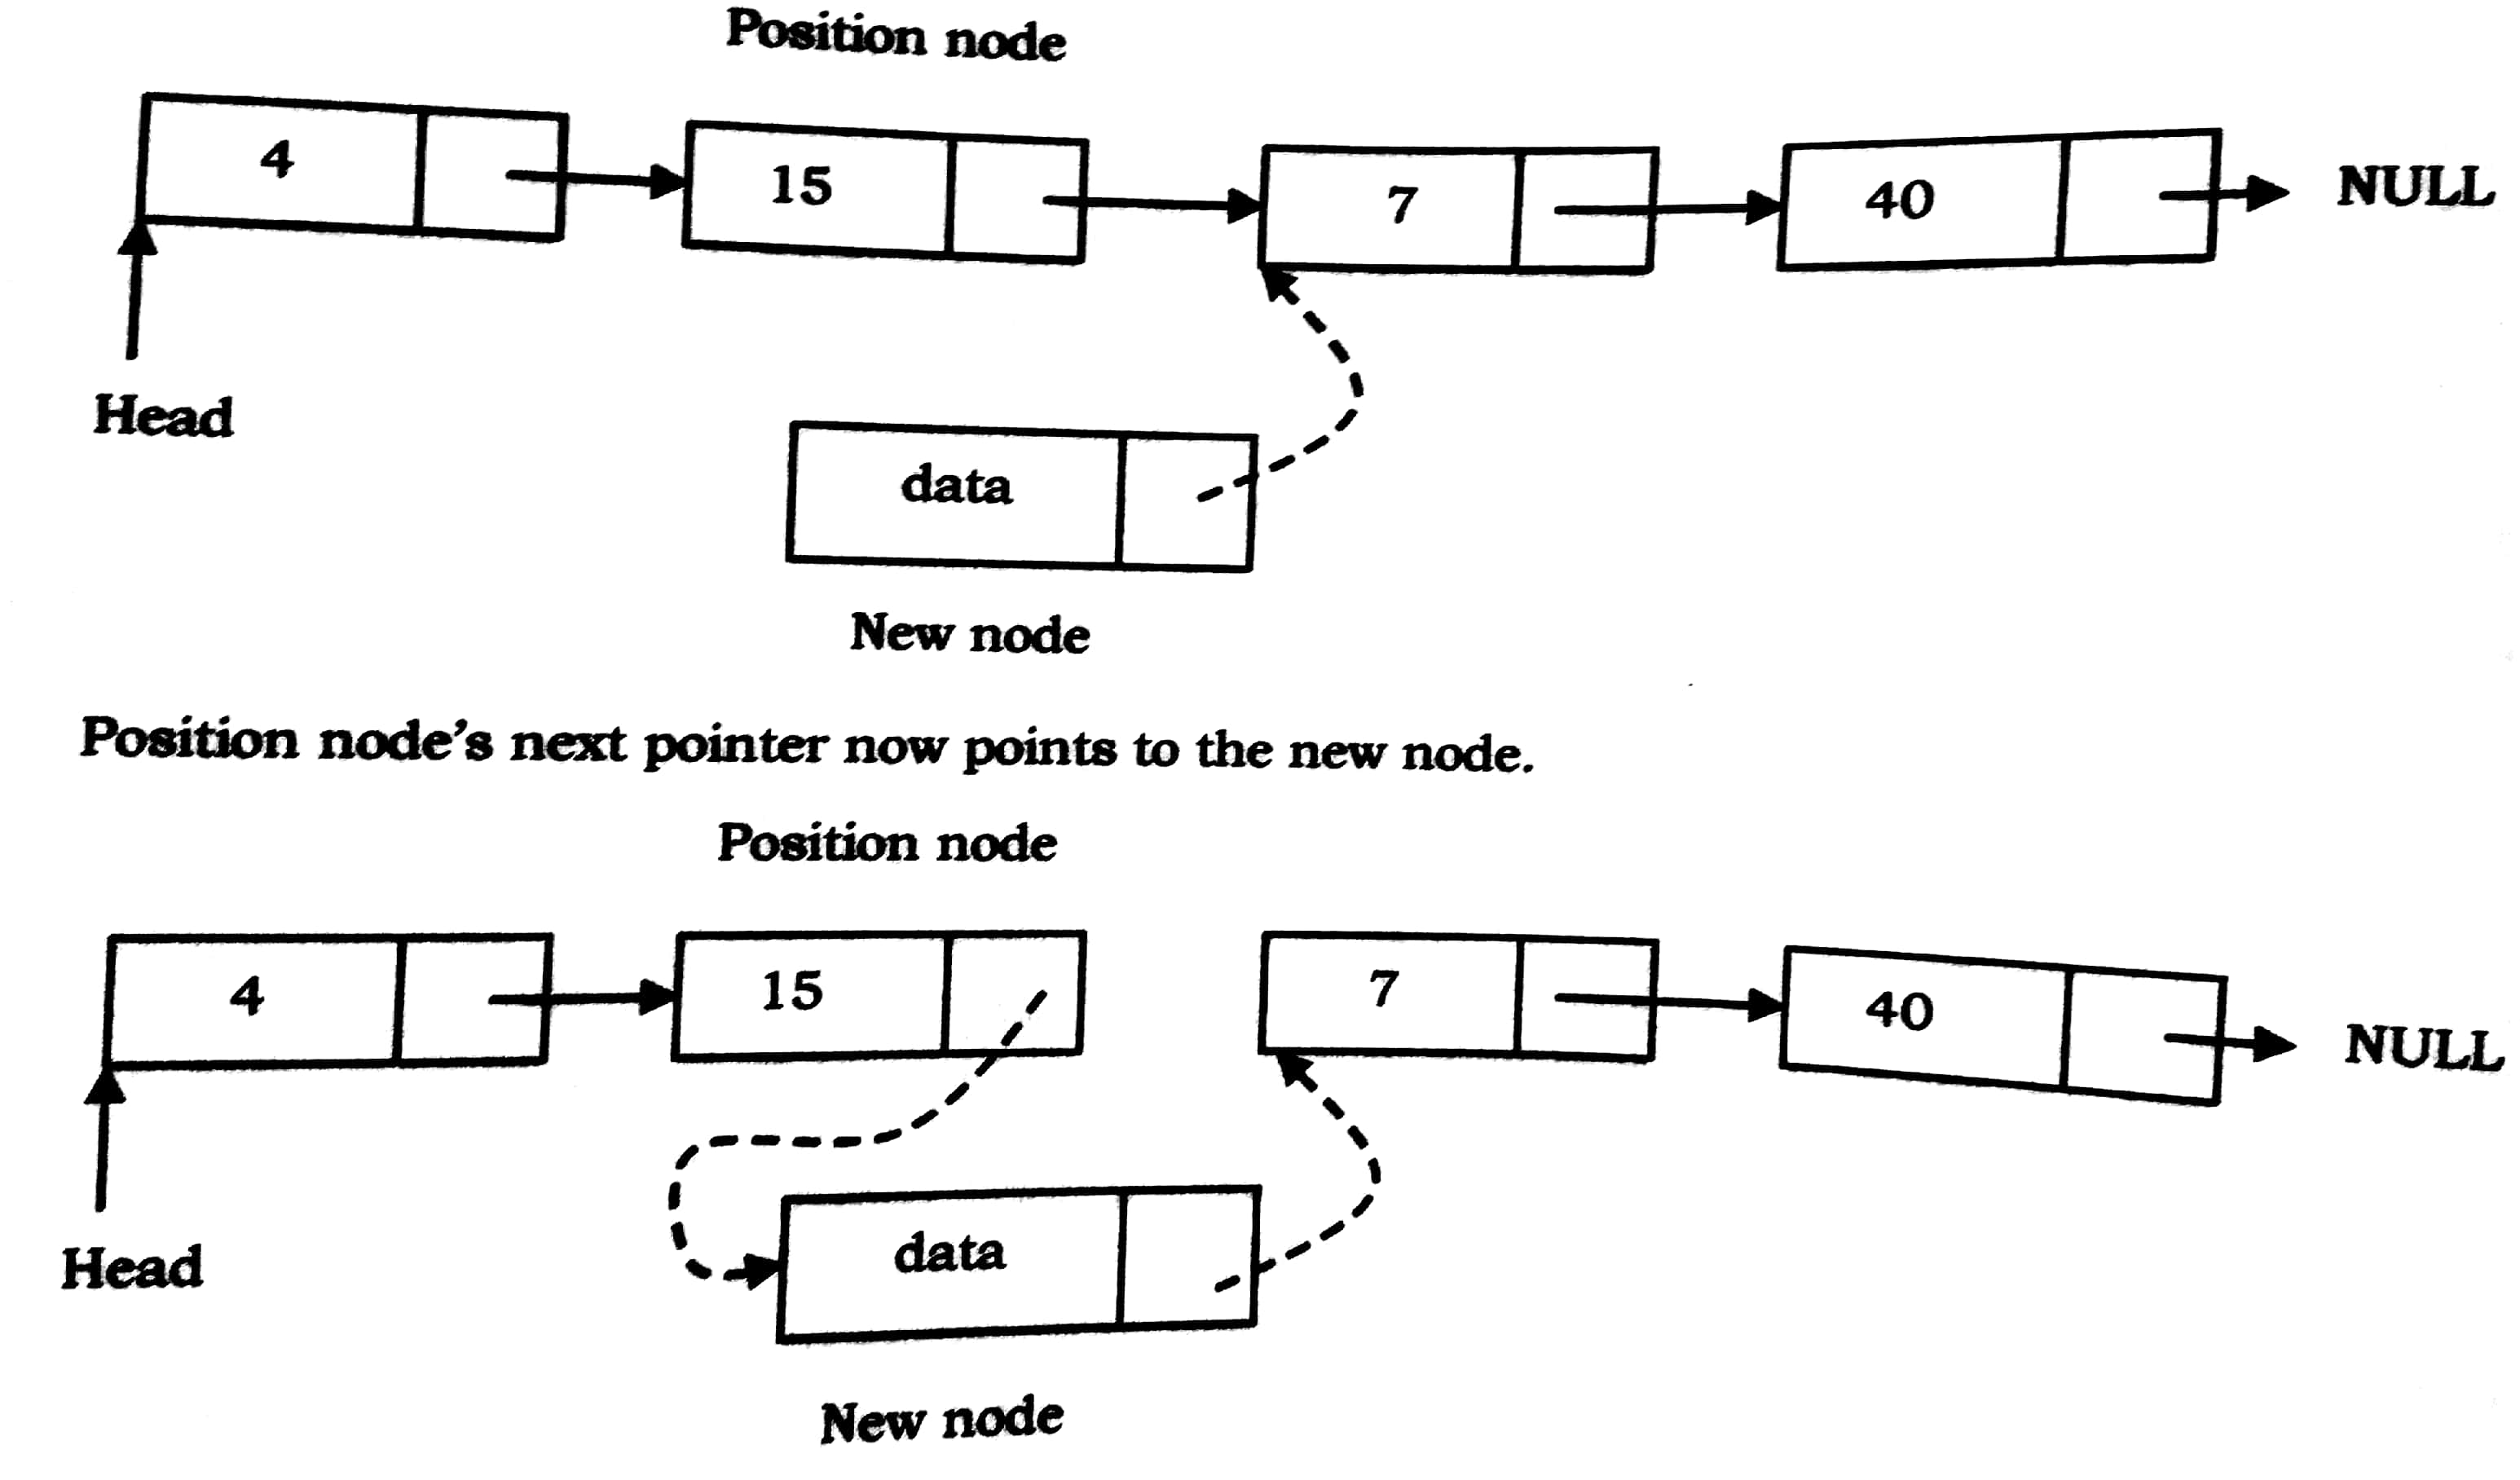 Position node
4 15 7 40 NULL
Head
data
New node
Position node's next pointer now points to the new node.
Position node
4 15 7 40 NULL
Head
data
New node